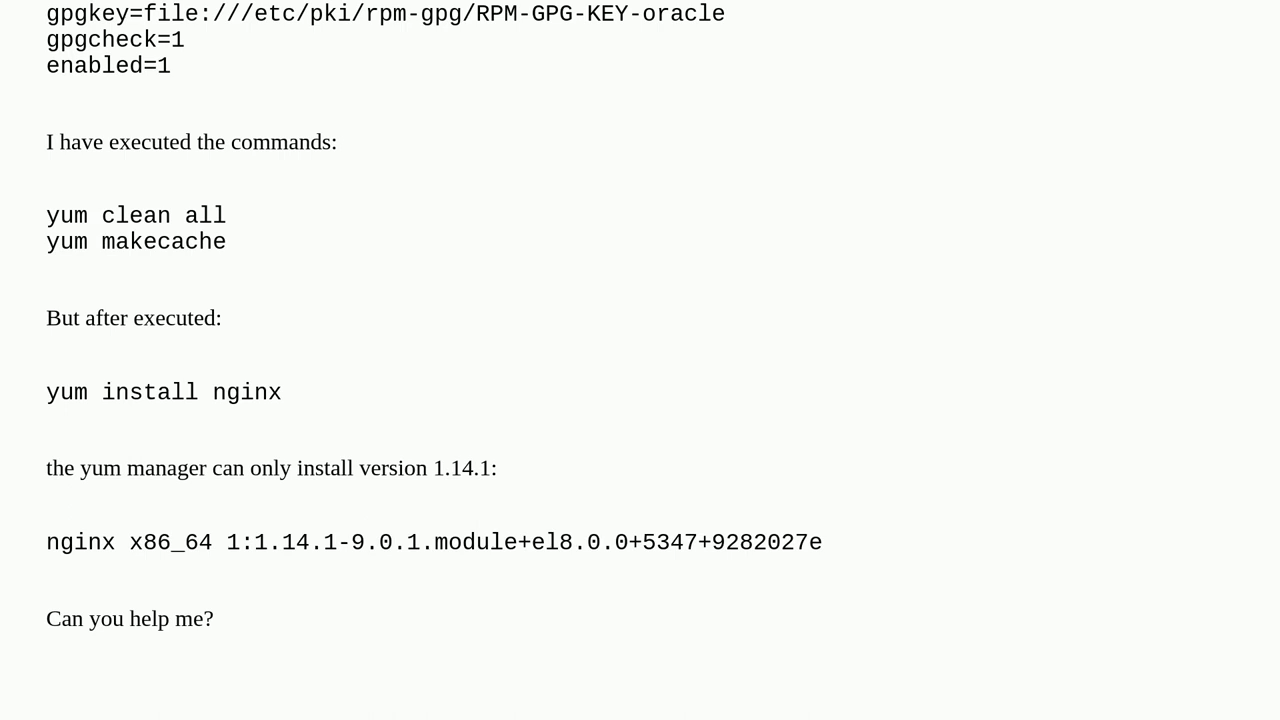 gpgkey=file:///etc/pki/rpm-gpg/RPM-GPG-KEY-oracle
gpgcheck=1
enabled=1
I have executed the commands:
yum clean all
yum makecache
But after executed:
yum install nginx
the yum manager can only install version 1.14.1:
nginx x86_64 1:1.14.1-9.0.1.module+el8.0.0+5347+9282027e
Can you help me?